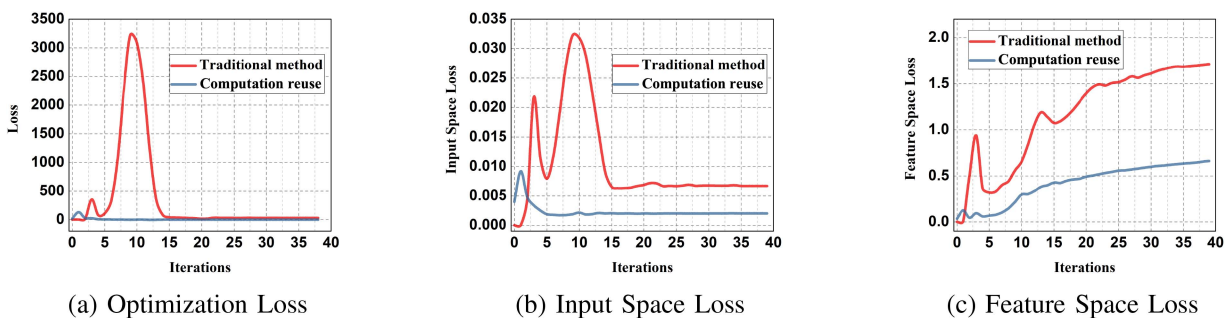 3500
3000
2500
2000
1500
1000
500
0
Loss
Traditional method
Computation reuse
0 5 10 15 20 25 30 35 40
Iterations
(a) Optimization Loss
0.035
0.030
0.025
0.020
0.015
0.010
0.005
0.000
Input Space Loss
Traditional method
Computation reuse
0 5 10 15 20 25 30 35 40
Iterations
(b) Input Space Loss
2.0
1.5
1.0
0.5
0.0
Feature Space Loss
Traditional method
Computation reuse
0 5 10 15 20 25 30 35 40
Iterations
(c) Feature Space Loss